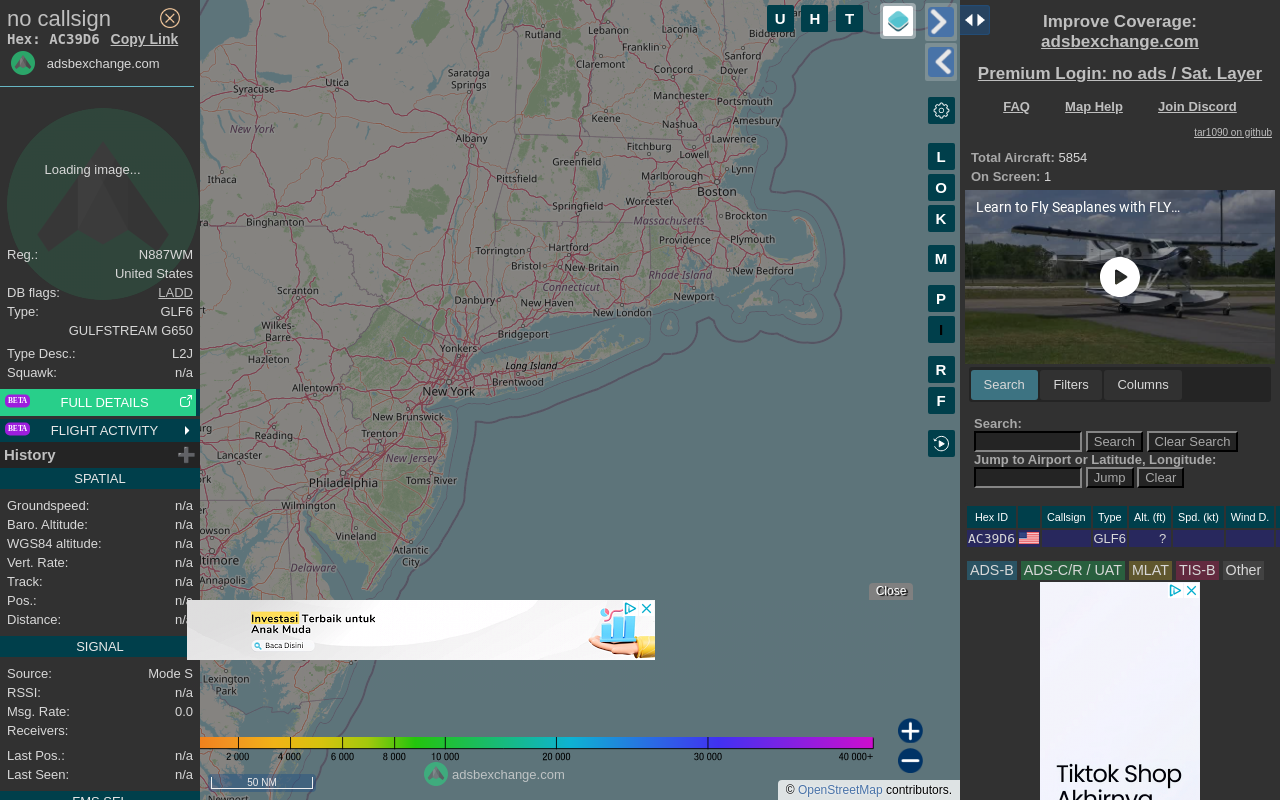 no callsign
Hex: AC39D6 Copy Link
adsbexchange.com
Loading image...
Reg.: N887WM
United States
DB flags: LADD
Type: GLF6
GULFSTREAM G650
Type Desc.: L2J
Squawk: n/a
BETA FULL DETAILS
BETA FLIGHT ACTIVITY
History
SPATIAL
Groundspeed: n/a
Baro. Altitude: n/a
WGS84 altitude: n/a
Vert. Rate: n/a
Track: n/a
Pos.: n/a
Distance: n/a
SIGNAL
Source: Mode S
RSSI: n/a
Msg. Rate: 0.0
Receivers:
Last Pos.: n/a
Last Seen: n/a
FMS SEL
U H T
L
O
K
M
P
I
R
F
Rutland
Lebanon
Laconia
Biddeford
Franklin
Sanford
Claremont
Concord
Dover
Saratoga
Springs
Utica
Syracuse
Manchester
Portsmouth
Keene
Nashua
Amesbury
New York
Albany
Lawrence
Fitchburg
Lowell
Greenfield
Lynn
Ithaca
Pittsfield
Marlborough
Boston
Worcester
Springfield
Massachusetts
Brockton
Binghamton
Torrington
Hartford
Providence
Plymouth
Bristol
New Britain
New Bedford
Rhode Island
Connecticut
Scranton
Danbury
New Haven
Newport
New London
Wilkes-
Barre
Bridgeport
Yonkers
Hazleton
Long Island
Brentwood
Allentown
New York
New Brunswick
Reading
Trenton
Lancaster
New Jersey
Toms River
Philadelphia
Wilmington
Vineland
Atlantic
City
Annapolis
Delaware
Lexington
Park
Close
Investasi Terbaik untuk
Anak Muda
Baca Disini
2 000 4 000 6 000 8 000 10 000 20 000 30 000 40 000+
adsbexchange.com
50 NM
© OpenStreetMap contributors.
Improve Coverage:
adsbexchange.com
Premium Login: no ads / Sat. Layer
FAQ Map Help Join Discord
tar1090 on github
Total Aircraft: 5854
On Screen: 1
Learn to Fly Seaplanes with FLY...
Search Filters Columns
Search:
Search Clear Search
Jump to Airport or Latitude, Longitude:
Jump Clear
Hex ID Callsign Type Alt. (ft) Spd. (kt) Wind D.
AC39D6 GLF6 ?
ADS-B ADS-C/R / UAT MLAT TIS-B Other
Tiktok Shop
Akhirnya